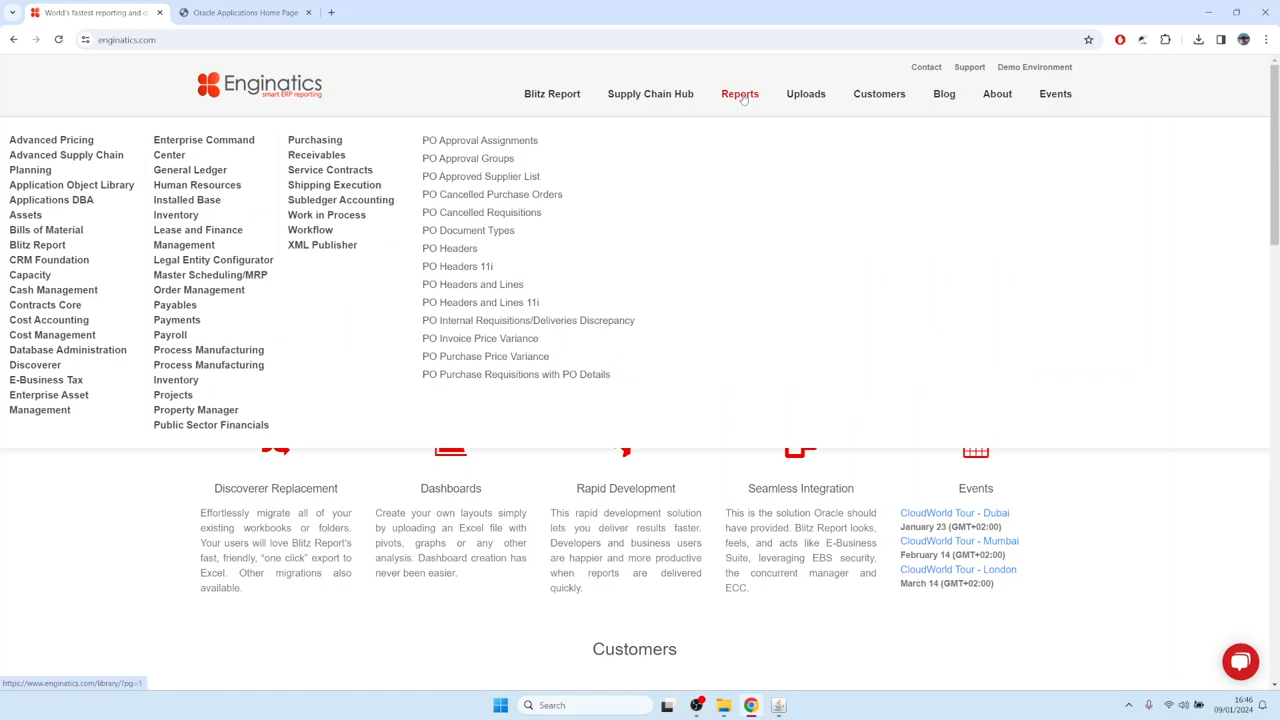 World's fastest reporting and d
Oracle Applications Home Page
enginatics.com
Contact
Support
Demo Environment
Enginatics
smart ERP reporting
Blitz Report
Supply Chain Hub
Reports
Uploads
Customers
Blog
About
Events
Advanced Pricing
Advanced Supply Chain
Planning
Application Object Library
Applications DBA
Assets
Bills of Material
Blitz Report
CRM Foundation
Capacity
Cash Management
Contracts Core
Cost Accounting
Cost Management
Database Administration
Discoverer
E-Business Tax
Enterprise Asset
Management
Enterprise Command
Center
General Ledger
Human Resources
Installed Base
Inventory
Lease and Finance
Management
Legal Entity Configurator
Master Scheduling/MRP
Order Management
Payables
Payments
Payroll
Process Manufacturing
Process Manufacturing
Inventory
Projects
Property Manager
Public Sector Financials
Purchasing
Receivables
Service Contracts
Shipping Execution
Subledger Accounting
Work in Process
Workflow
XML Publisher
PO Approval Assignments
PO Approval Groups
PO Approved Supplier List
PO Cancelled Purchase Orders
PO Cancelled Requisitions
PO Document Types
PO Headers
PO Headers 11i
PO Headers and Lines
PO Headers and Lines 11i
PO Internal Requisitions/Deliveries Discrepancy
PO Invoice Price Variance
PO Purchase Price Variance
PO Purchase Requisitions with PO Details
Discoverer Replacement
Effortlessly migrate all of your
existing workbooks or folders.
Your users will love Blitz Report's
fast, friendly, "one click" export to
Excel. Other migrations also
available.
Dashboards
Create your own layouts simply
by uploading an Excel file with
pivots, graphs or any other
analysis. Dashboard creation has
never been easier.
Rapid Development
This rapid development solution
lets you deliver results faster.
Developers and business users
are happier and more productive
when reports are delivered
quickly.
Seamless Integration
This is the solution Oracle should
have provided. Blitz Report looks,
feels, and acts like E-Business
Suite, leveraging EBS security,
the concurrent manager and
ECC.
Events
CloudWorld Tour - Dubai
January 23 (GMT+02:00)
CloudWorld Tour - Mumbai
February 14 (GMT+02:00)
CloudWorld Tour - London
March 14 (GMT+02:00)
Customers
https://www.enginatics.com/library/?pg=1
Search
16:46
09/01/2024